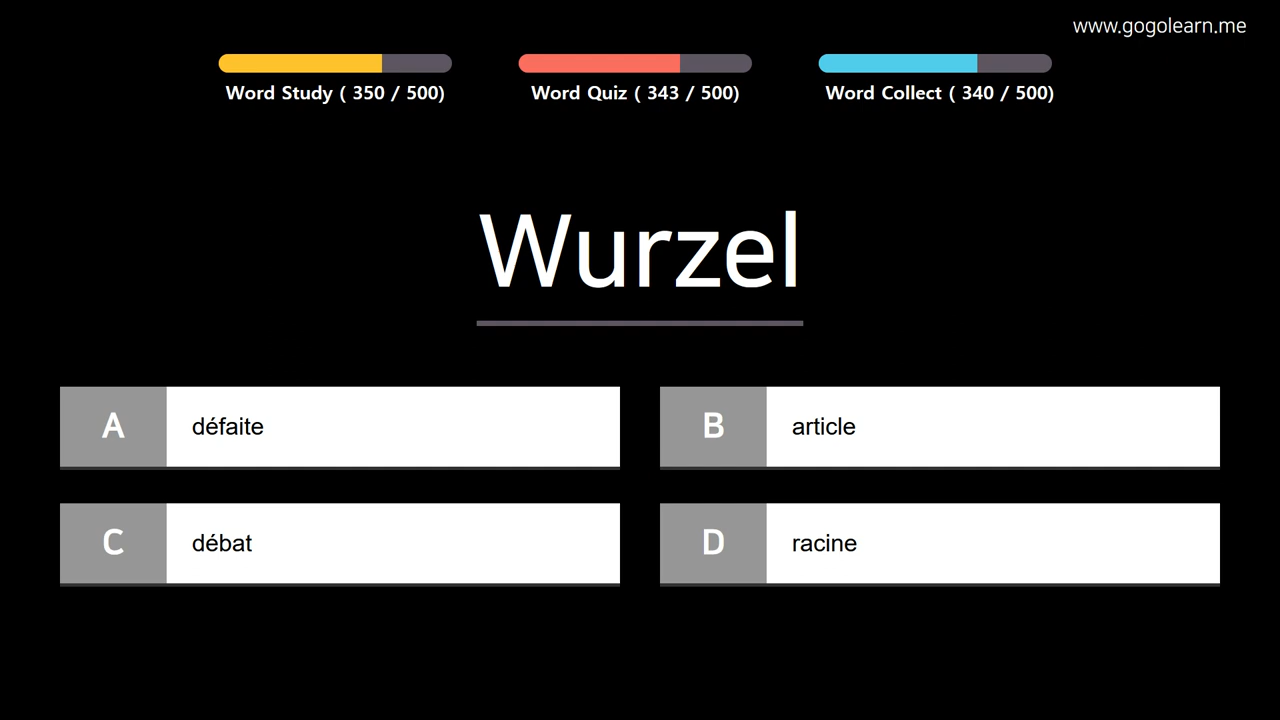 www.gogolearn.me
Word Study ( 350 / 500)
Word Quiz ( 343 / 500)
Word Collect ( 340 / 500)
Wurzel
A défaite
B article
C débat
D racine